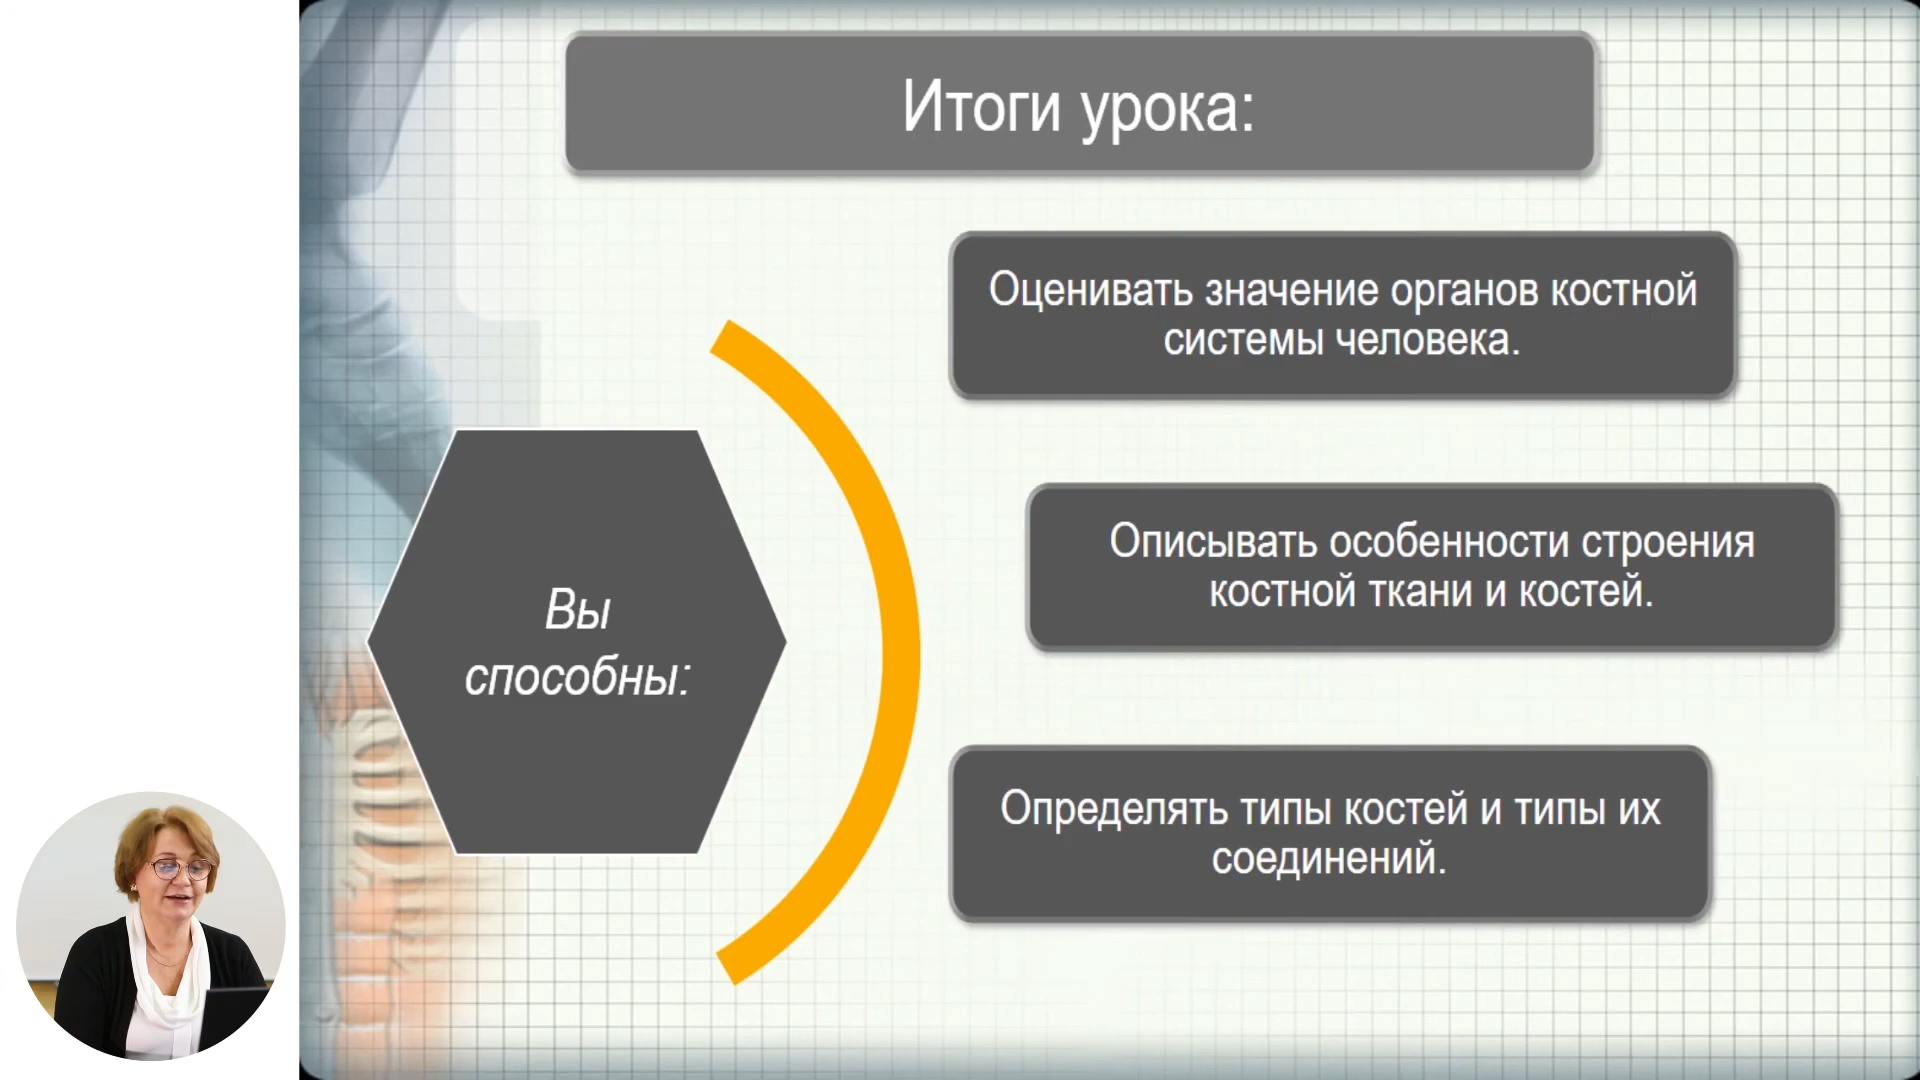 Итоги урока:
Оценивать значение органов костной
системы человека.
Вы
способны:
Описывать особенности строения
костной ткани и костей.
Определять типы костей и типы их
соединений.